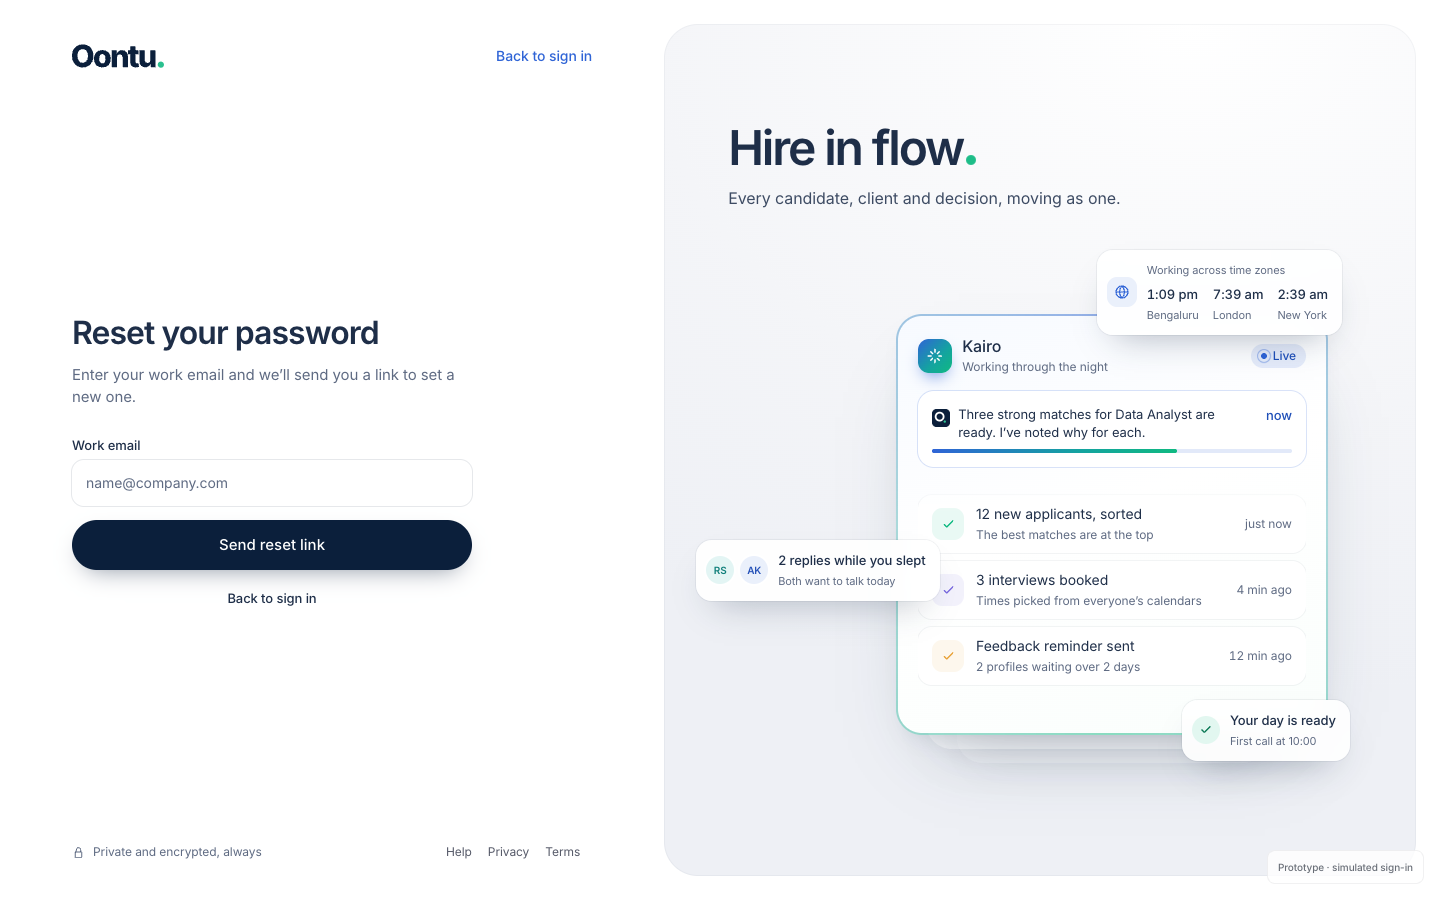 Oontu.
Back to sign in
Reset your password
Enter your work email and we’ll send you a link to set a
new one.
Work email
name@company.com
Send reset link
Back to sign in
Private and encrypted, always
Help Privacy Terms
Hire in flow.
Every candidate, client and decision, moving as one.
Working across time zones
1:09 pm 7:39 am 2:39 am
Bengaluru London New York
Kairo
Working through the night
Live
Three strong matches for Data Analyst are
ready. I’ve noted why for each.
now
12 new applicants, sorted
The best matches are at the top
just now
RS AK
2 replies while you slept
Both want to talk today
3 interviews booked
Times picked from everyone’s calendars
4 min ago
Feedback reminder sent
2 profiles waiting over 2 days
12 min ago
Your day is ready
First call at 10:00
Prototype · simulated sign-in